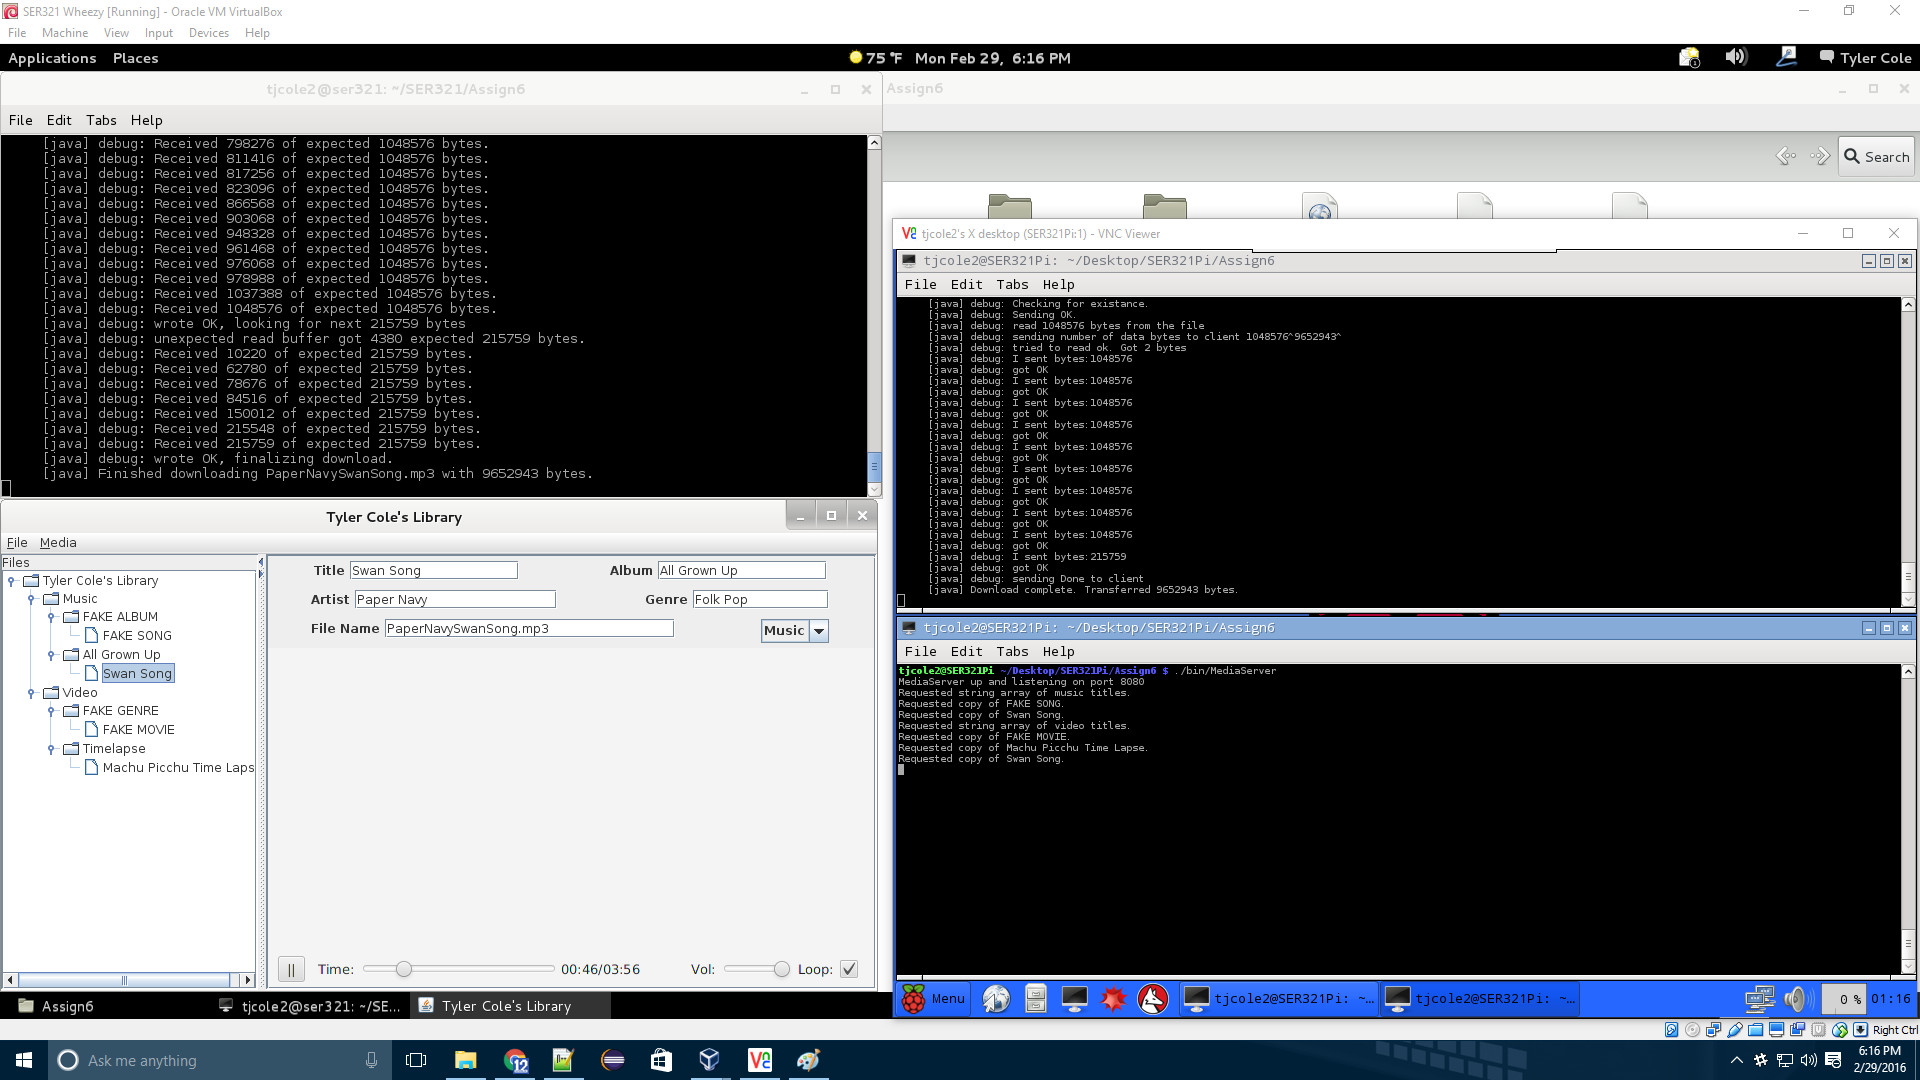 SER321 Wheezy [Running] - Oracle VM VirtualBox
File Machine View Input Devices Help
Applications Places
75 °F Mon Feb 29, 6:16 PM
1
Tyler Cole
tjcole2@ser321: ~/SER321/Assign6
File Edit Tabs Help
[java] debug: Received 798276 of expected 1048576 bytes.
[java] debug: Received 811416 of expected 1048576 bytes.
[java] debug: Received 817256 of expected 1048576 bytes.
[java] debug: Received 823096 of expected 1048576 bytes.
[java] debug: Received 866568 of expected 1048576 bytes.
[java] debug: Received 903068 of expected 1048576 bytes.
[java] debug: Received 948328 of expected 1048576 bytes.
[java] debug: Received 961468 of expected 1048576 bytes.
[java] debug: Received 976068 of expected 1048576 bytes.
[java] debug: Received 978988 of expected 1048576 bytes.
[java] debug: Received 1037388 of expected 1048576 bytes.
[java] debug: Received 1048576 of expected 1048576 bytes.
[java] debug: wrote OK, looking for next 215759 bytes
[java] debug: unexpected read buffer got 4380 expected 215759 bytes.
[java] debug: Received 10220 of expected 215759 bytes.
[java] debug: Received 62780 of expected 215759 bytes.
[java] debug: Received 78676 of expected 215759 bytes.
[java] debug: Received 84516 of expected 215759 bytes.
[java] debug: Received 150012 of expected 215759 bytes.
[java] debug: Received 215548 of expected 215759 bytes.
[java] debug: Received 215759 of expected 215759 bytes.
[java] debug: wrote OK, finalizing download.
[java] Finished downloading PaperNavySwanSong.mp3 with 9652943 bytes.
Assign6
Search
Tyler Cole's Library
File Media
Files
Tyler Cole's Library
Music
FAKE ALBUM
FAKE SONG
All Grown Up
Swan Song
Video
FAKE GENRE
FAKE MOVIE
Timelapse
Machu Picchu Time Laps
Title Swan Song
Album All Grown Up
Artist Paper Navy
Genre Folk Pop
File Name PaperNavySwanSong.mp3
Music
Time: 00:46/03:56 Vol: Loop:
tjcole2's X desktop (SER321Pi:1) - VNC Viewer
tjcole2@SER321Pi: ~/Desktop/SER321Pi/Assign6
File Edit Tabs Help
[java] debug: Checking for existance.
[java] debug: Sending OK.
[java] debug: read 1048576 bytes from the file
[java] debug: sending number of data bytes to client 1048576^9652943^
[java] debug: tried to read ok. Got 2 bytes
[java] debug: I sent bytes:1048576
[java] debug: got OK
[java] debug: I sent bytes:1048576
[java] debug: got OK
[java] debug: I sent bytes:1048576
[java] debug: got OK
[java] debug: I sent bytes:1048576
[java] debug: got OK
[java] debug: I sent bytes:1048576
[java] debug: got OK
[java] debug: I sent bytes:1048576
[java] debug: got OK
[java] debug: I sent bytes:1048576
[java] debug: got OK
[java] debug: I sent bytes:1048576
[java] debug: got OK
[java] debug: I sent bytes:1048576
[java] debug: got OK
[java] debug: I sent bytes:215759
[java] debug: got OK
[java] debug: sending Done to client
[java] Download complete. Transferred 9652943 bytes.
tjcole2@SER321Pi: ~/Desktop/SER321Pi/Assign6
File Edit Tabs Help
tjcole2@SER321Pi ~/Desktop/SER321Pi/Assign6 $ ./bin/MediaServer
MediaServer up and listening on port 8080
Requested string array of music titles.
Requested copy of FAKE SONG.
Requested copy of Swan Song.
Requested string array of video titles.
Requested copy of FAKE MOVIE.
Requested copy of Machu Picchu Time Lapse.
Requested copy of Swan Song.
Menu
tjcole2@SER321Pi: ~...
tjcole2@SER321Pi: ~...
0 %
01:16
Assign6
tjcole2@ser321: ~/SE...
Tyler Cole's Library
Right Ctrl
Ask me anything
12
6:16 PM
2/29/2016